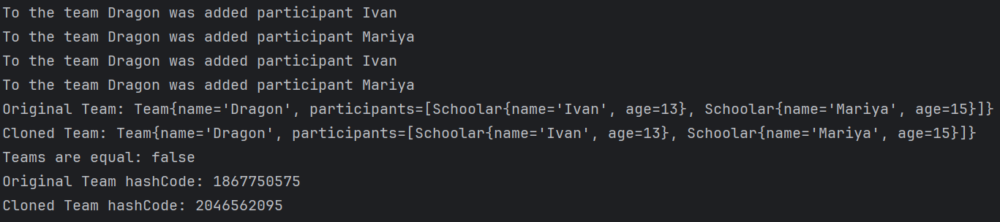 To the team Dragon was added participant Ivan
To the team Dragon was added participant Mariya
To the team Dragon was added participant Ivan
To the team Dragon was added participant Mariya
Original Team: Team{name='Dragon', participants=[Schoolar{name='Ivan', age=13}, Schoolar{name='Mariya', age=15}]}
Cloned Team: Team{name='Dragon', participants=[Schoolar{name='Ivan', age=13}, Schoolar{name='Mariya', age=15}]}
Teams are equal: false
Original Team hashCode: 1867750575
Cloned Team hashCode: 2046562095